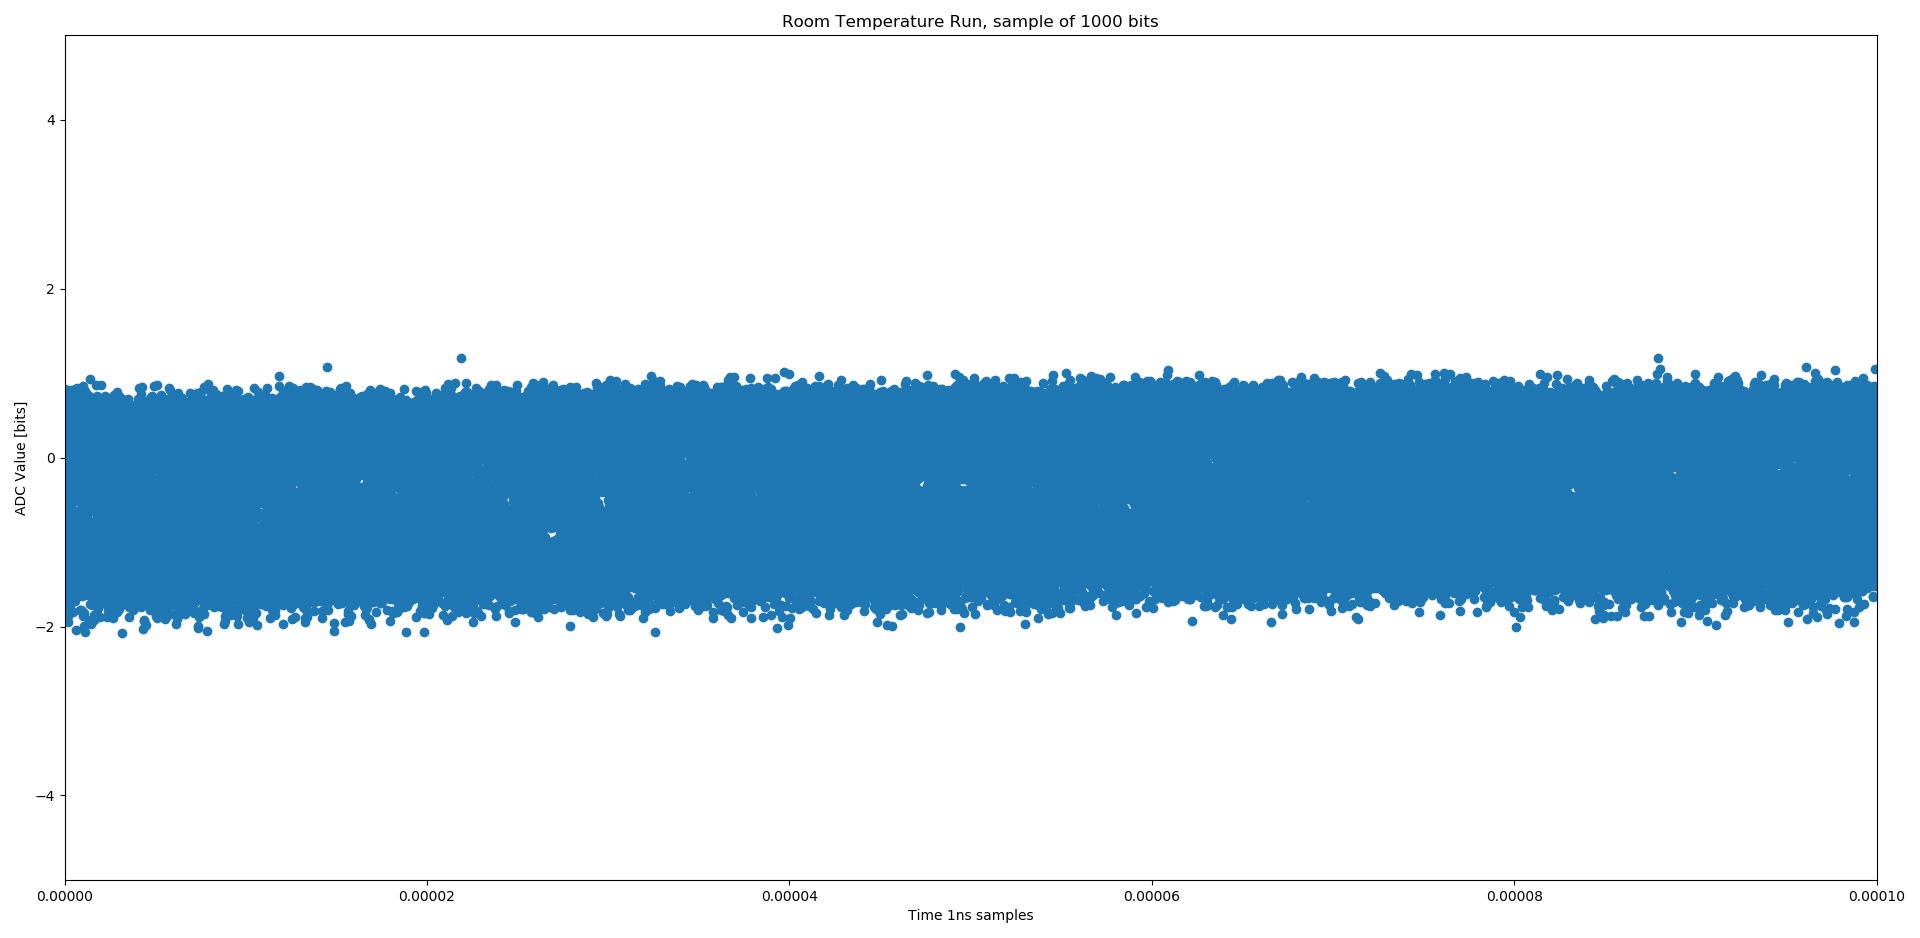 Room Temperature Run, sample of 1000 bits
4
2
0
−2
−4
ADC Value [bits]
0.00000 0.00002 0.00004 0.00006 0.00008 0.00010
Time 1ns samples